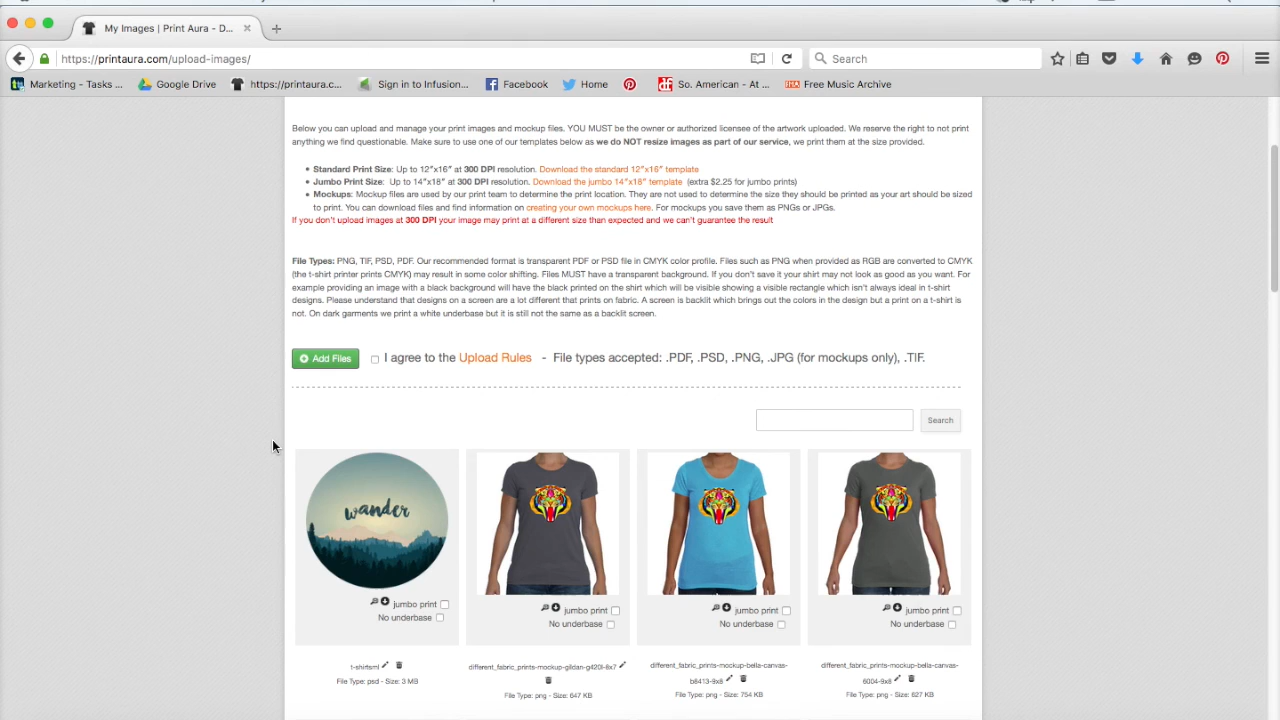 My Images | Print Aura - D...
https://printaura.com/upload-images/
Search
Marketing - Tasks ...
Google Drive
https://printaura.c...
Sign in to Infusion...
Facebook
Home
So. American - At ...
Free Music Archive
Below you can upload and manage your print images and mockup files. YOU MUST be the owner or authorized licensee of the artwork uploaded. We reserve the right to not print
anything we find questionable. Make sure to use one of our templates below as we do NOT resize images as part of our service, we print them at the size provided.
Standard Print Size: Up to 12"x16" at 300 DPI resolution. Download the standard 12"x16" template
Jumbo Print Size: Up to 14"x18" at 300 DPI resolution. Download the jumbo 14"x18" template (extra $2.25 for jumbo prints)
Mockups: Mockup files are used by our print team to determine the print location. They are not used to determine the size they should be printed as your art should be sized
to print. You can download files and find information on creating your own mockups here. For mockups you save them as PNGs or JPGs.
If you don't upload images at 300 DPI your image may print at a different size than expected and we can't guarantee the result
File Types: PNG, TIF, PSD, PDF. Our recommended format is transparent PDF or PSD file in CMYK color profile. Files such as PNG when provided as RGB are converted to CMYK
(the t-shirt printer prints CMYK) may result in some color shifting. Files MUST have a transparent background. If you don't save it your shirt may not look as good as you want. For
example providing an image with a black background will have the black printed on the shirt which will be visible showing a visible rectangle which isn't always ideal in t-shirt
designs. Please understand that designs on a screen are a lot different that prints on fabric. A screen is backlit which brings out the colors in the design but a print on a t-shirt is
not. On dark garments we print a white underbase but it is still not the same as a backlit screen.
Add Files
I agree to the Upload Rules - File types accepted: .PDF, .PSD, .PNG, .JPG (for mockups only), .TIF.
Search
wander
jumbo print
No underbase
jumbo print
No underbase
jumbo print
No underbase
jumbo print
No underbase
t-shirtsml
File Type: psd - Size: 3 MB
different_fabric_prints-mockup-gildan-g420l-8x7
File Type: png - Size: 647 KB
different_fabric_prints-mockup-bella-canvas-
b8413-9x8
File Type: png - Size: 754 KB
different_fabric_prints-mockup-bella-canvas-
6004-9x8
File Type: png - Size: 627 KB